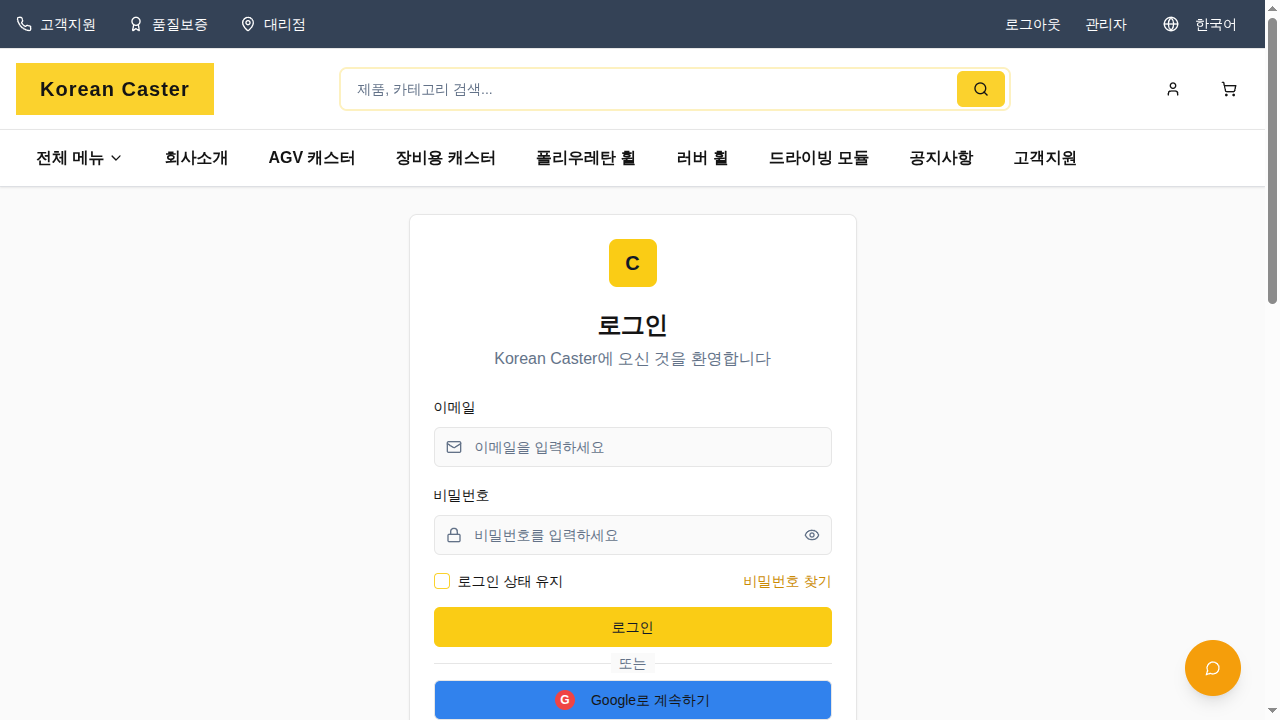 고객지원 품질보증 대리점 로그아웃 관리자 한국어
Korean Caster
제품, 카테고리 검색...
전체 메뉴 회사소개 AGV 캐스터 장비용 캐스터 폴리우레탄 휠 러버 휠 드라이빙 모듈 공지사항 고객지원
C
로그인
Korean Caster에 오신 것을 환영합니다
이메일
이메일을 입력하세요
비밀번호
비밀번호를 입력하세요
로그인 상태 유지 비밀번호 찾기
로그인
또는
G Google로 계속하기